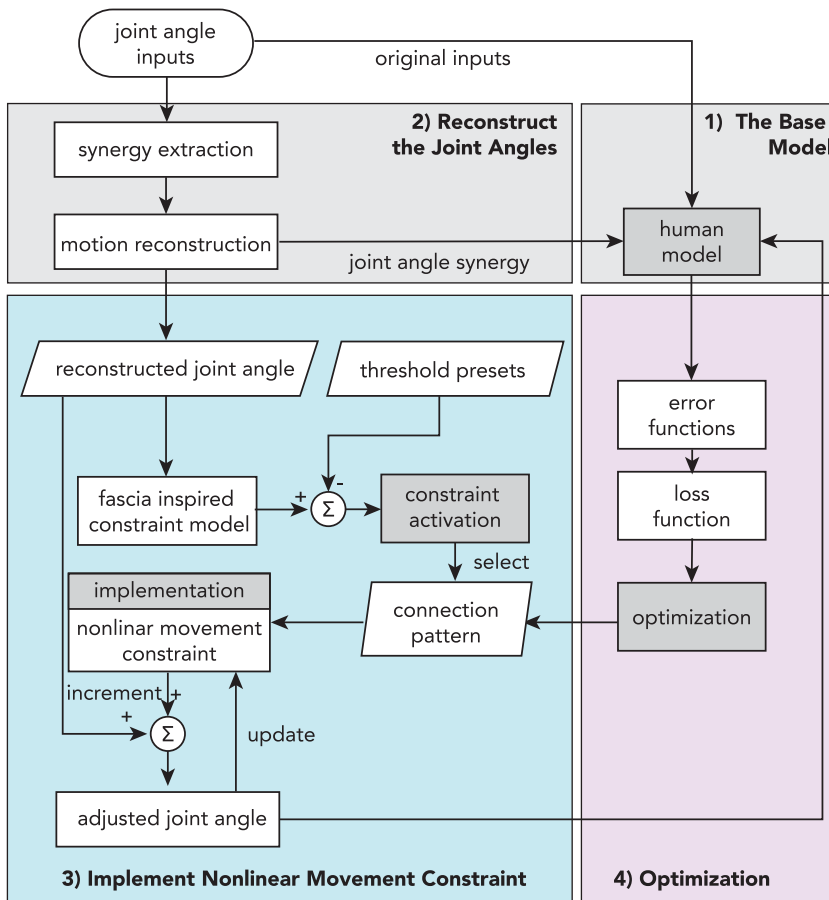 joint angle
inputs
original inputs
2) Reconstruct
the Joint Angles
1) The Base
Model
synergy extraction
motion reconstruction
joint angle synergy
human
model
reconstructed joint angle
threshold presets
error
functions
fascia inspired
constraint model
+
-
Σ
constraint
activation
loss
function
select
implementation
nonlinar movement
constraint
connection
pattern
optimization
increment +
+
Σ
update
adjusted joint angle
3) Implement Nonlinear Movement Constraint
4) Optimization